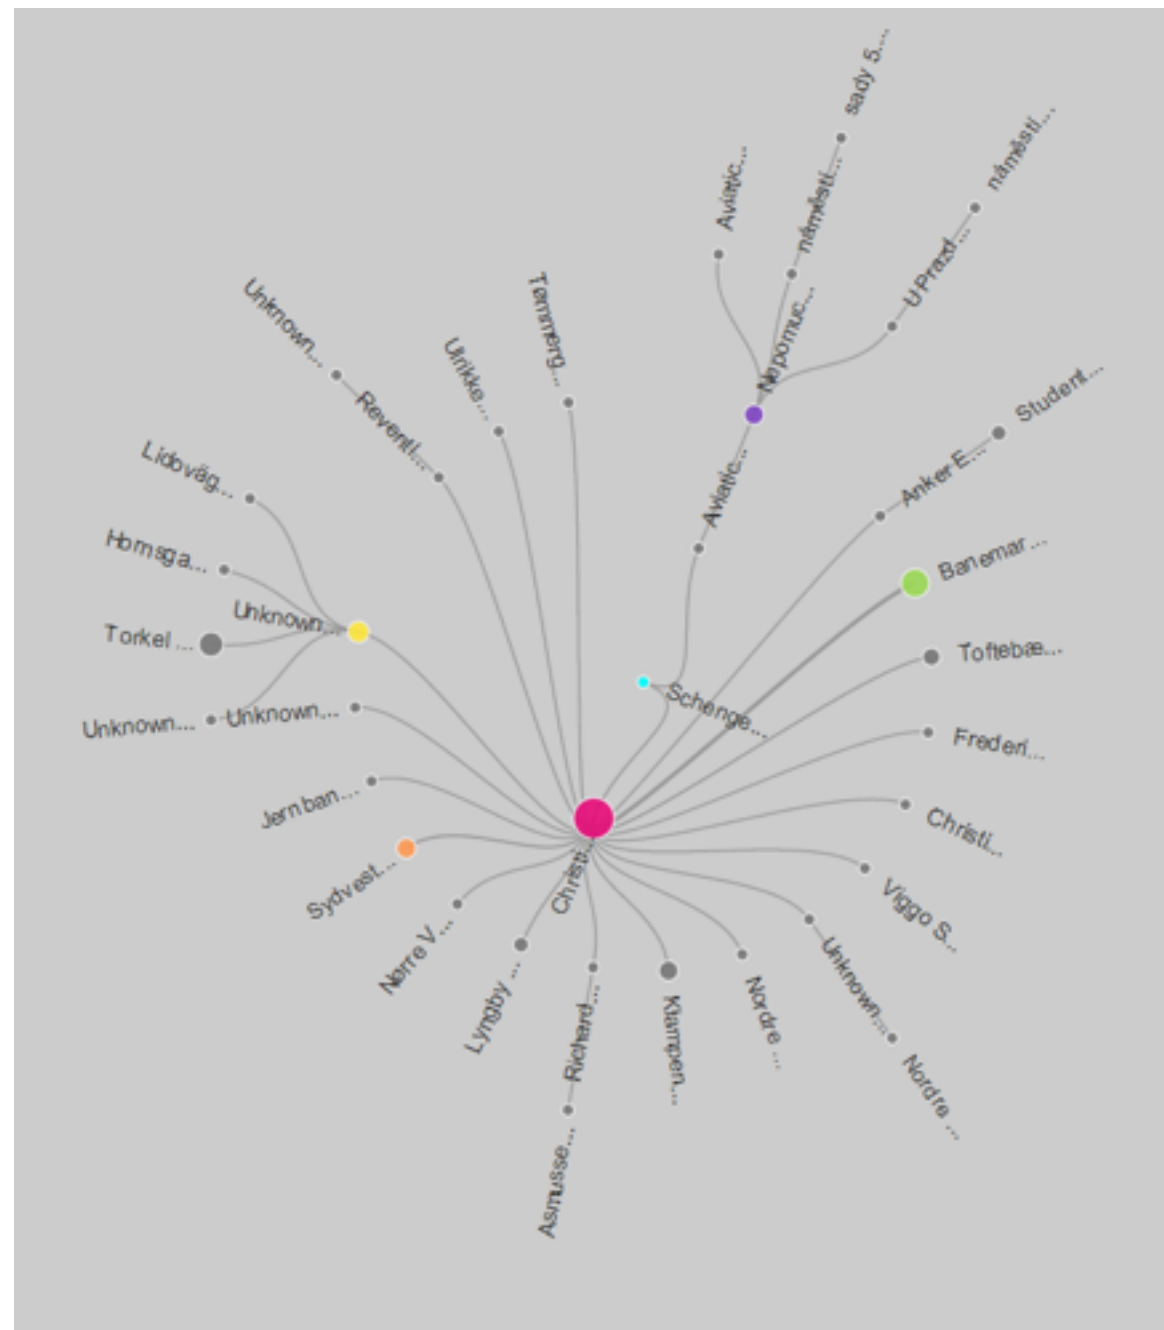 sady 5....
náměstí...
Aviatic...
náměstí...
U Prazd...
Nepomuc...
Unknown...
Tømmerg...
Ulrikke...
Reventl...
Student...
Anker E...
Aviatic...
Lidoväg...
Hornsga...
Banemar...
Unknown...
Torkel ...
Toftebæ...
Schenge...
Unknown...
Unknown...
Frederi...
Jernban...
Christi...
Sydvest...
Christi...
Viggo S...
Nørre V...
Unknown...
Lyngby ...
Richard...
Klampen...
Nordre ...
Nordre ...
Asmusse...